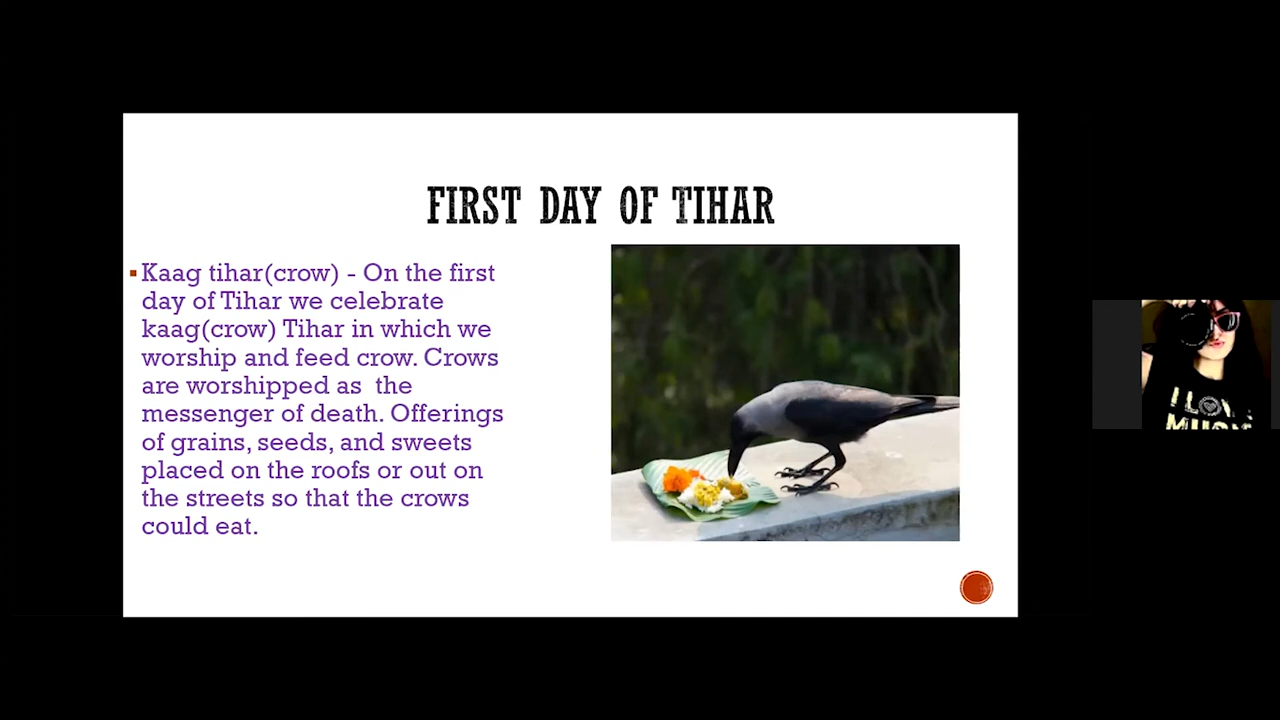 FIRST DAY OF TIHAR
Kaag tihar(crow) - On the first
day of Tihar we celebrate
kaag(crow) Tihar in which we
worship and feed crow. Crows
are worshipped as  the
messenger of death. Offerings
of grains, seeds, and sweets
placed on the roofs or out on
the streets so that the crows
could eat.
I LOV